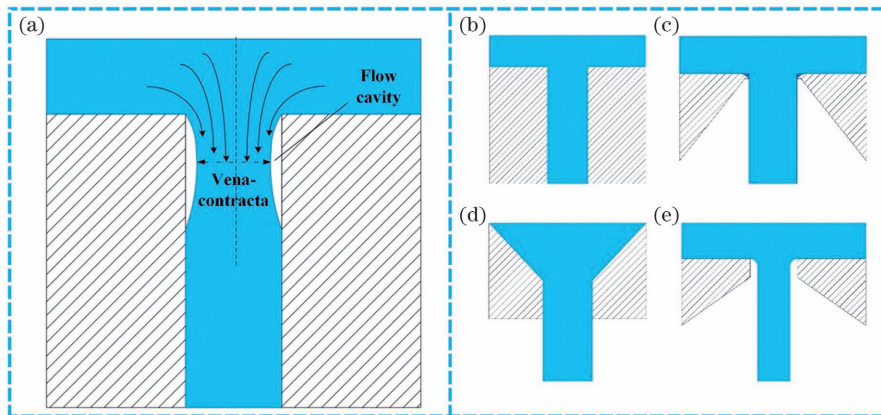 (a)
Flow
cavity
Vena-
contracta
(b)
(c)
(d)
(e)